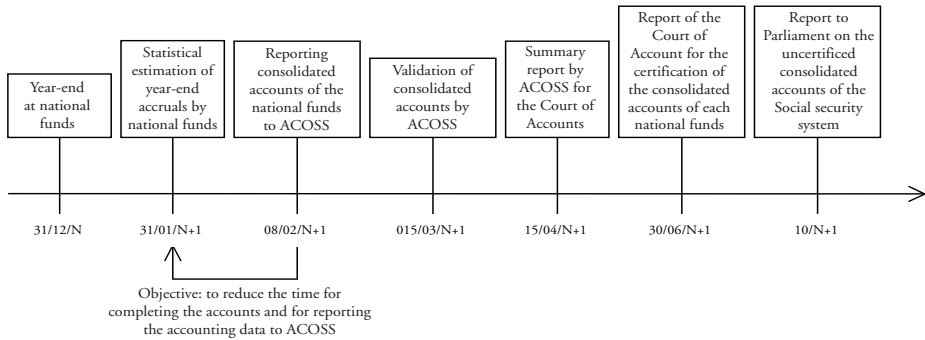 Year-end
at national
funds
Statistical
estimation of
year-end
accruals by
national funds
Reporting
consolidated
accounts of the
national funds
to ACOSS
Validation of
consolidated
accounts by
ACOSS
Summary
report by
ACOSS for
the Court of
Accounts
Report of the
Court of
Account for the
certification of
the consolidated
accounts of each
national funds
Report to
Parliament on the
uncertificed
consolidated
accounts of the
Social security
system
31/12/N
31/01/N+1
08/02/N+1
015/03/N+1
15/04/N+1
30/06/N+1
10/N+1
Objective: to reduce the time for
completing the accounts and for reporting
the accounting data to ACOSS